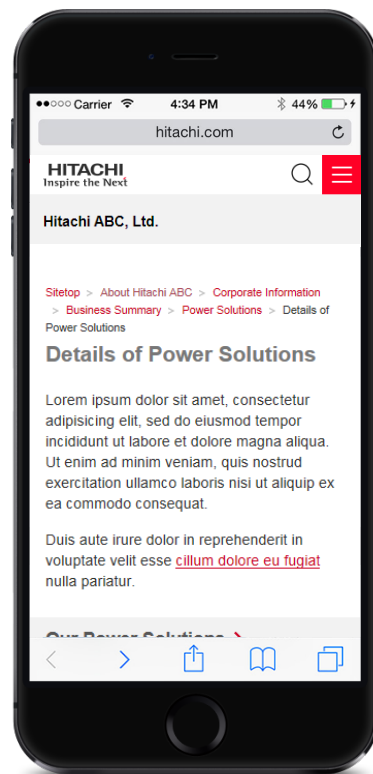 ●●○○○ Carrier 4:34 PM 44%
hitachi.com
HITACHI
Inspire the Next
Hitachi ABC, Ltd.
Sitetop > About Hitachi ABC > Corporate Information
> Business Summary > Power Solutions > Details of
Power Solutions
Details of Power Solutions
Lorem ipsum dolor sit amet, consectetur
adipisicing elit, sed do eiusmod tempor
incididunt ut labore et dolore magna aliqua.
Ut enim ad minim veniam, quis nostrud
exercitation ullamco laboris nisi ut aliquip ex
ea commodo consequat.
Duis aute irure dolor in reprehenderit in
voluptate velit esse cillum dolore eu fugiat
nulla pariatur.
Our Power Solutions >